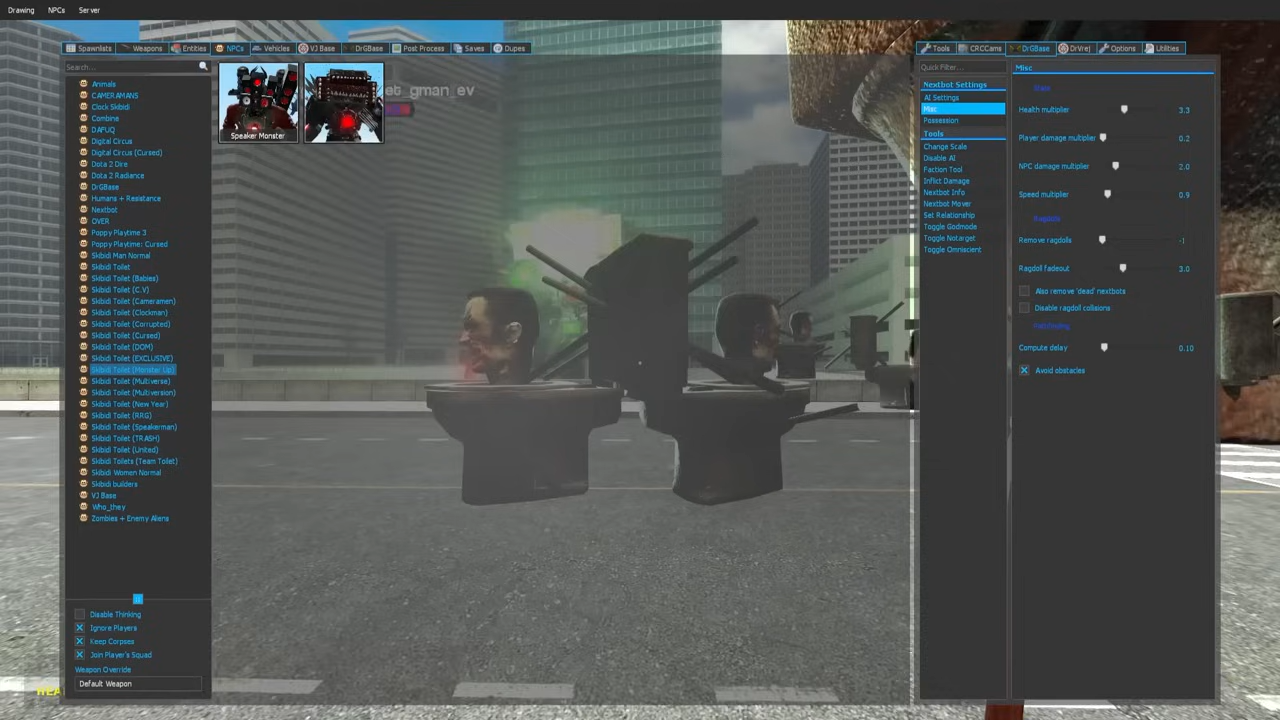 Drawing NPCs Server
Spawnlists Weapons Entities NPCs Vehicles VJ Base DrGBase Post Process Saves Dupes
Search...
Animals
CAMERAMANS
Clock Skibidi
Combine
DAFUQ
Digital Circus
Digital Circus (Cursed)
Dota 2 Dire
Dota 2 Radiance
DrGBase
Humans + Resistance
Nextbot
OVER
Poppy Playtime 3
Poppy Playtime: Cursed
Skibidi Man Normal
Skibidi Toilet
Skibidi Toilet (Babies)
Skibidi Toilet (C.V)
Skibidi Toilet (Cameramen)
Skibidi Toilet (Clockman)
Skibidi Toilet (Corrupted)
Skibidi Toilet (Cursed)
Skibidi Toilet (DOM)
Skibidi Toilet (EXCLUSIVE)
Skibidi Toilet (Monster Up)
Skibidi Toilet (Multiverse)
Skibidi Toilet (Multiversion)
Skibidi Toilet (New Year)
Skibidi Toilet (RRG)
Skibidi Toilet (Speakerman)
Skibidi Toilet (TRASH)
Skibidi Toilet (United)
Skibidi Toilets (Team Toilet)
Skibidi Women Normal
Skibidi builders
VJ Base
Who_they
Zombies + Enemy Aliens
Disable Thinking
Ignore Players
Keep Corpses
Join Player's Squad
Weapon Override
Default Weapon
Speaker Monster
et_gman_ev
Tools CRCCams DrGBase DrVrej Options Utilities
Quick Filter...
Nextbot Settings
AI Settings
Misc
Possession
Tools
Change Scale
Disable AI
Faction Tool
Inflict Damage
Nextbot Info
Nextbot Mover
Set Relationship
Toggle Godmode
Toggle Notarget
Toggle Omniscient
Misc
Stats
Health multiplier 3.3
Player damage multiplier 0.2
NPC damage multiplier 2.0
Speed multiplier 0.9
Ragdolls
Remove ragdolls -1
Ragdoll fadeout 3.0
Also remove 'dead' nextbots
Disable ragdoll collisions
Pathfinding
Compute delay 0.10
Avoid obstacles
HEA